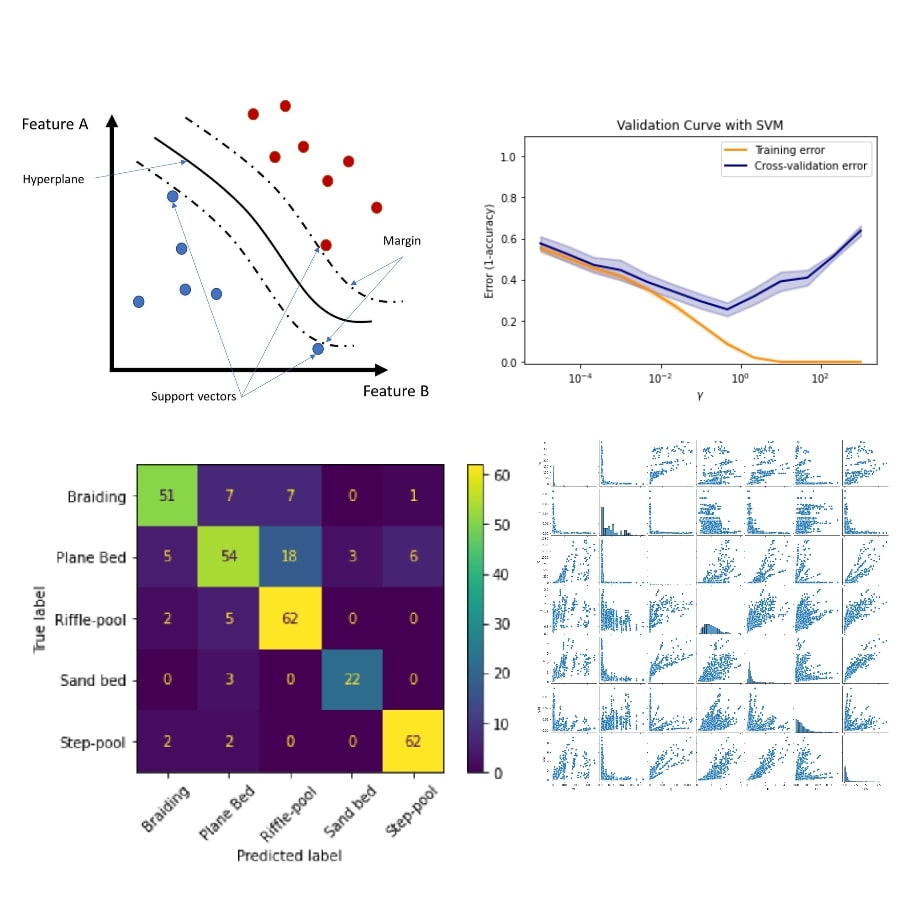 Feature A
Hyperplane
Margin
Support vectors
Feature B
Validation Curve with SVM
Training error
Cross-validation error
Error (1-accuracy)
1.0
0.8
0.6
0.4
0.2
0.0
10⁻⁴
10⁻²
10⁰
10²
γ
True label
Braiding
51 7 7 0 1
Plane Bed
5 54 18 3 6
Riffle-pool
2 5 62 0 0
Sand bed
0 3 0 22 0
Step-pool
2 2 0 0 62
Braiding
Plane Bed
Riffle-pool
Sand bed
Step-pool
Predicted label
60
50
40
30
20
10
0